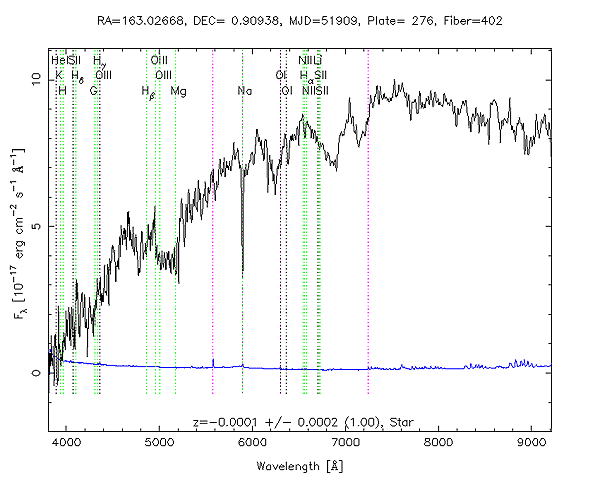 RA=163.02668, DEC= 0.90938, MJD=51909, Plate= 276, Fiber=402
HeI SII Hγ OIII NII Li
K Hδ OIII OIII OI Hα SII
H G Hβ Mg Na OI NII SII
10
5
0
Fλ [10−17 erg cm−2 s−1 Å−1]
z=−0.0001 +/− 0.0002 (1.00), Star
4000 5000 6000 7000 8000 9000
Wavelength [Å]